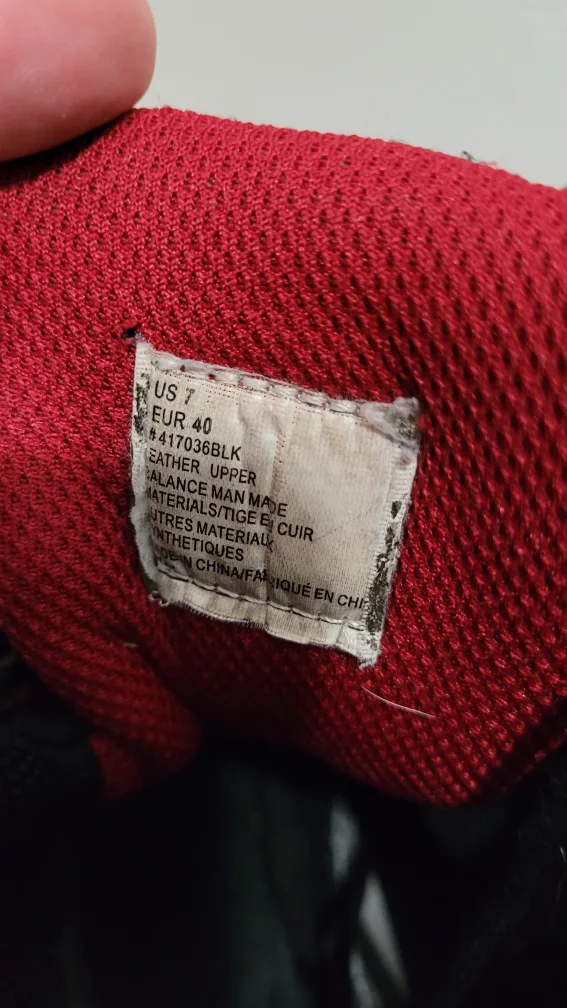 US 7
EUR 40
#417036BLK
EATHER UPPER
ALANCE MAN MADE
MATERIALS/TIGE EN CUIR
UTRES MATERIAUX
YNTHETIQUES
DE IN CHINA/FABRIQUÉ EN CHI